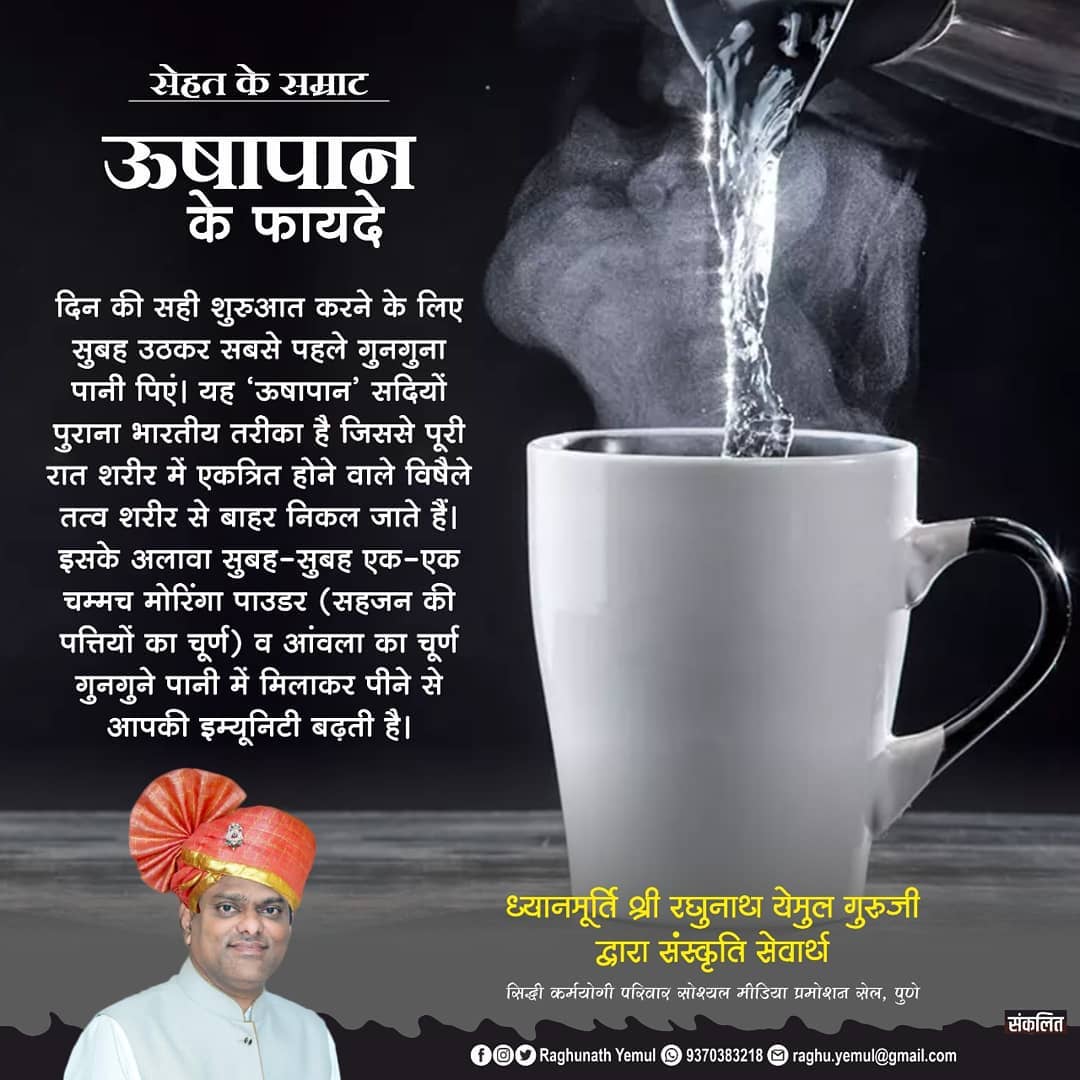 सेहत के सम्राट
ऊषापान
के फायदे
दिन की सही शुरुआत करने के लिए
सुबह उठकर सबसे पहले गुनगुना
पानी पिएं। यह ‘ऊषापान’ सदियों
पुराना भारतीय तरीका है जिससे पूरी
रात शरीर में एकत्रित होने वाले विषैले
तत्व शरीर से बाहर निकल जाते हैं।
इसके अलावा सुबह-सुबह एक-एक
चम्मच मोरिंगा पाउडर (सहजन की
पत्तियों का चूर्ण) व आंवला का चूर्ण
गुनगुने पानी में मिलाकर पीने से
आपकी इम्यूनिटी बढ़ती है।
ध्यानमूर्ति श्री रघुनाथ येमुल गुरुजी
द्वारा संस्कृति सेवार्थ
सिद्धी कर्मयोगी परिवार सोश्यल मीडिया प्रमोशन सेल, पुणे
संकलित
Raghunath Yemul 9370383218 raghu.yemul@gmail.com